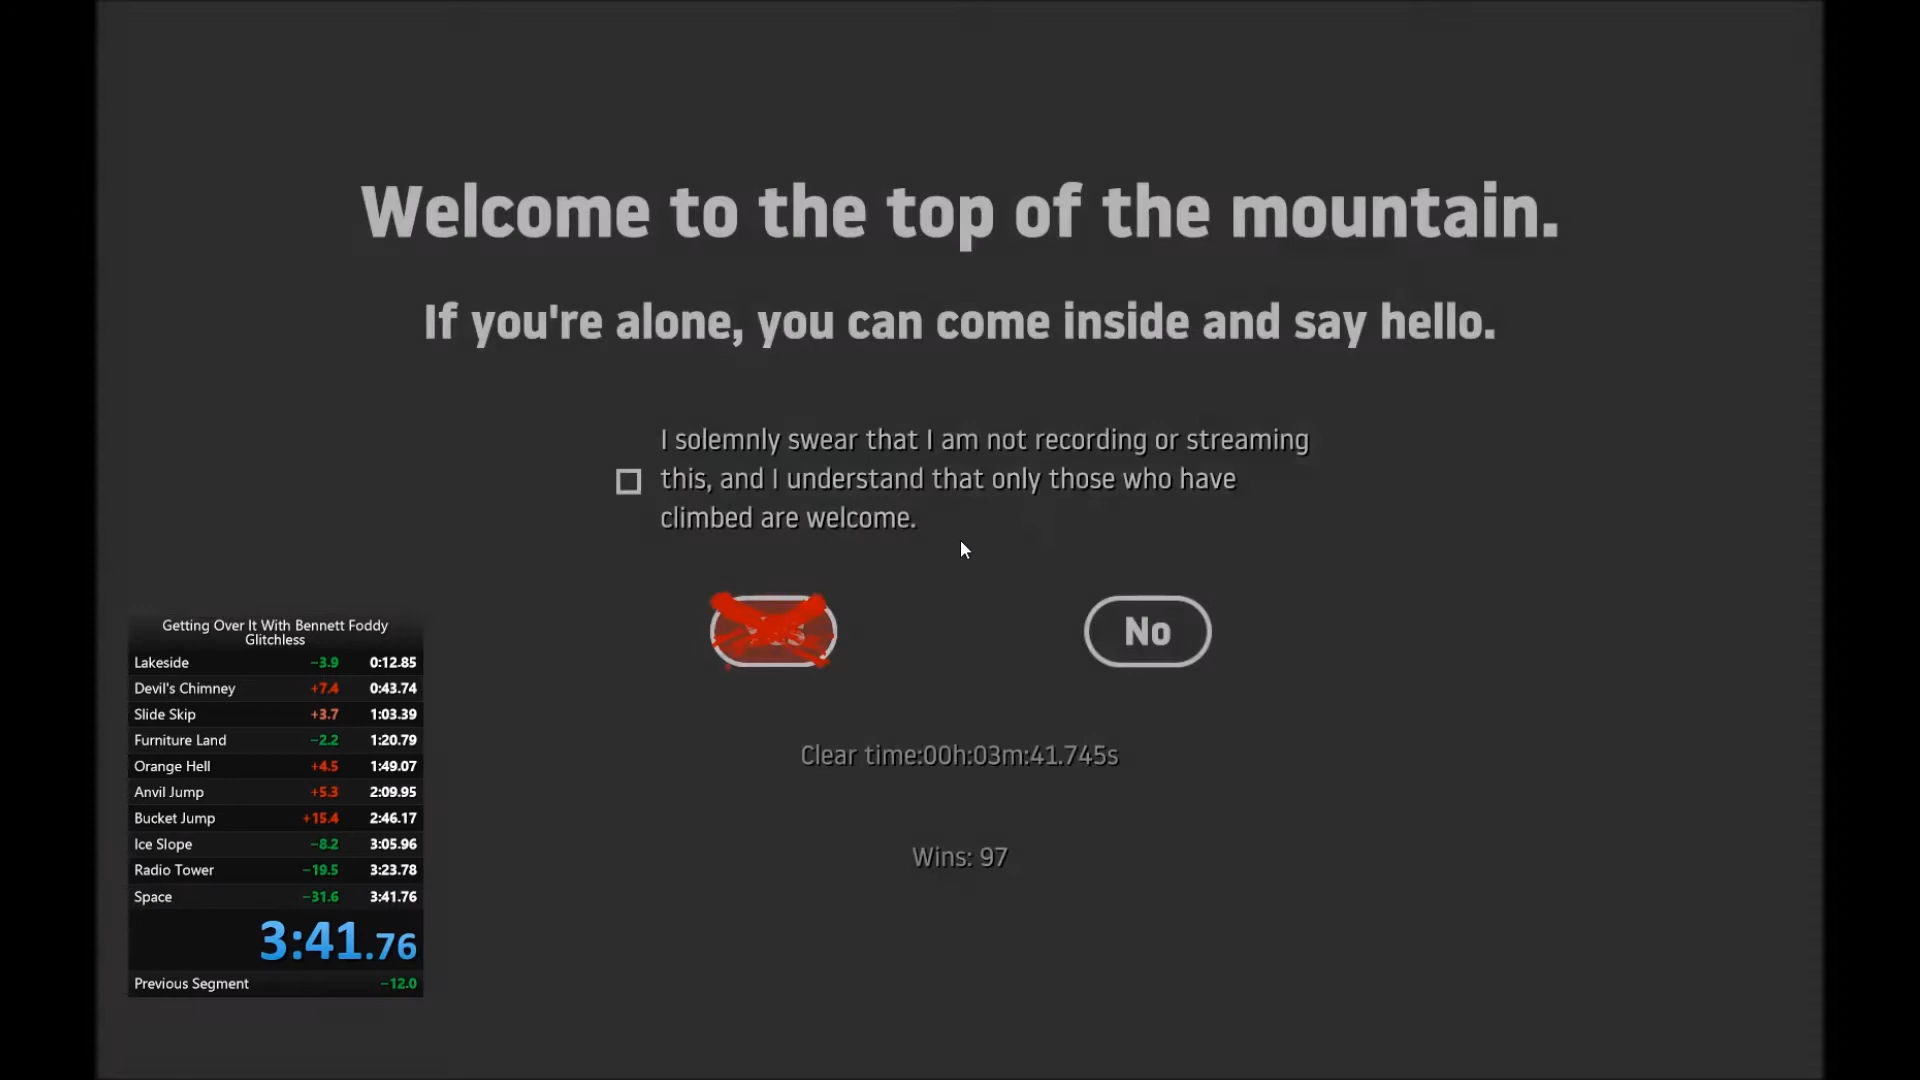 Welcome to the top of the mountain.
If you're alone, you can come inside and say hello.
I solemnly swear that I am not recording or streaming
this, and I understand that only those who have
climbed are welcome.
No
Clear time:00h:03m:41.745s
Wins: 97
Getting Over It With Bennett Foddy
Glitchless
Lakeside −3.9 0:12.85
Devil's Chimney +7.4 0:43.74
Slide Skip +3.7 1:03.39
Furniture Land −2.2 1:20.79
Orange Hell +4.5 1:49.07
Anvil Jump +5.3 2:09.95
Bucket Jump +15.4 2:46.17
Ice Slope −8.2 3:05.96
Radio Tower −19.5 3:23.78
Space −31.6 3:41.76
3:41.76
Previous Segment −12.0